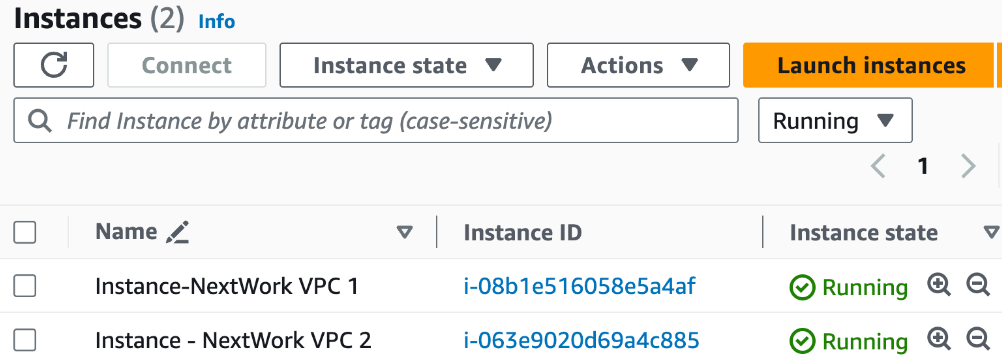 Instances (2) Info
Connect Instance state Actions Launch instances
Find Instance by attribute or tag (case-sensitive) Running
1
Name Instance ID Instance state
Instance-NextWork VPC 1 i-08b1e516058e5a4af Running
Instance - NextWork VPC 2 i-063e9020d69a4c885 Running